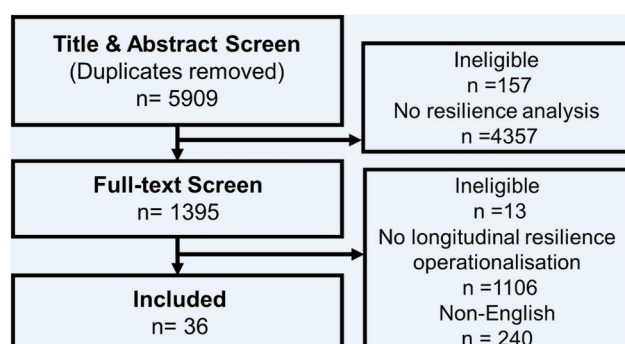 Title & Abstract Screen
(Duplicates removed)
n= 5909
Ineligible
n =157
No resilience analysis
n =4357
Full-text Screen
n= 1395
Ineligible
n =13
No longitudinal resilience
operationalisation
n =1106
Non-English
n = 240
Included
n= 36